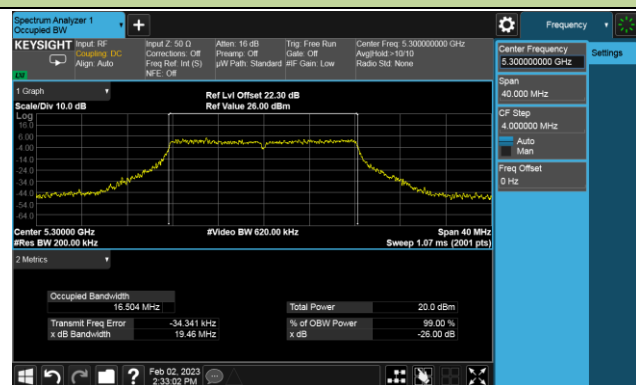 Spectrum Analyzer 1
Occupied BW
Frequency
KEYSIGHT
Input: RF
Coupling: DC
Align: Auto
Input Z: 50 Ω
Corrections: Off
Freq Ref: Int (S)
NFE: Off
Atten: 16 dB
Preamp: Off
µW Path: Standard
Trig: Free Run
Gate: Off
#IF Gain: Low
Center Freq: 5.300000000 GHz
Avg|Hold:>10/10
Radio Std: None
LW
Center Frequency
5.300000000 GHz
Settings
Span
40.000 MHz
CF Step
4.000000 MHz
Auto
Man
Freq Offset
0 Hz
1 Graph
Scale/Div 10.0 dB
Ref Lvl Offset 22.30 dB
Ref Value 26.00 dBm
Log
16.0
6.00
-4.00
-14.0
-24.0
-34.0
-44.0
-54.0
-64.0
Center 5.30000 GHz
#Res BW 200.00 kHz
#Video BW 620.00 kHz
Span 40 MHz
Sweep 1.07 ms (2001 pts)
2 Metrics
Occupied Bandwidth
16.504 MHz
Total Power 20.0 dBm
Transmit Freq Error -34.341 kHz
% of OBW Power 99.00 %
x dB Bandwidth 19.46 MHz
x dB -26.00 dB
?
Feb 02, 2023
2:33:02 PM